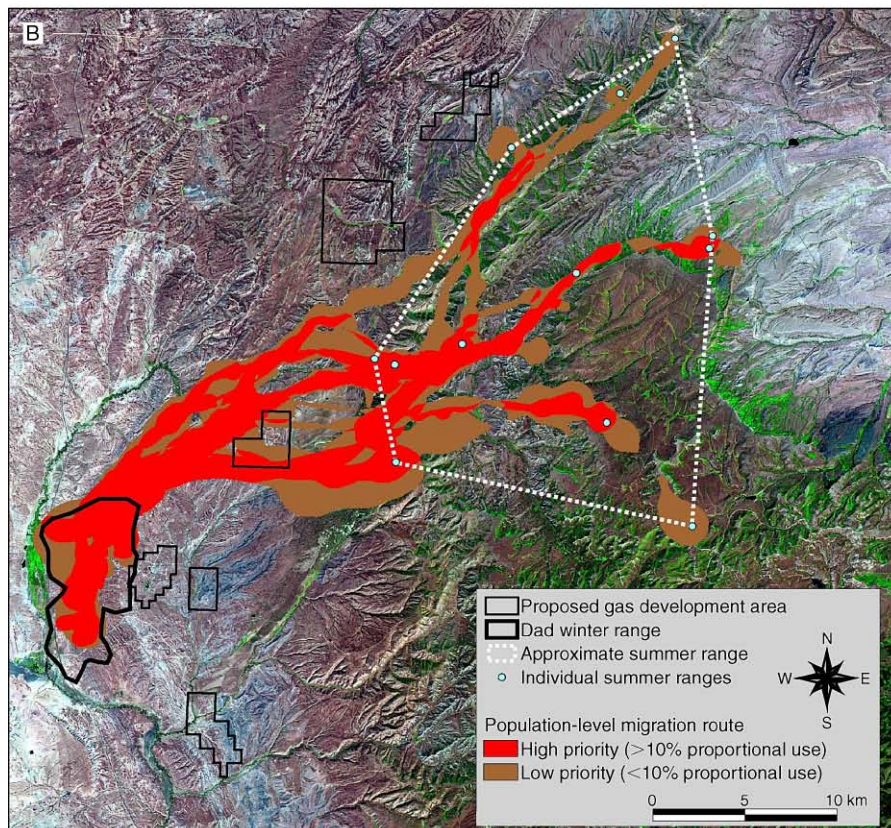 B
Proposed gas development area
Dad winter range
Approximate summer range
Individual summer ranges
N
W E
S
Population-level migration route
High priority (>10% proportional use)
Low priority (<10% proportional use)
0 5 10 km